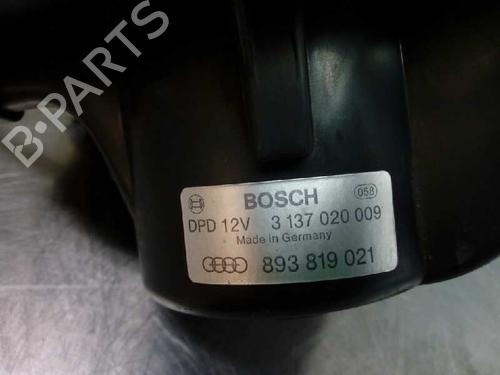 B-PARTS
BOSCH 058
DPD 12V 3 137 020 009
Made in Germany
893 819 021